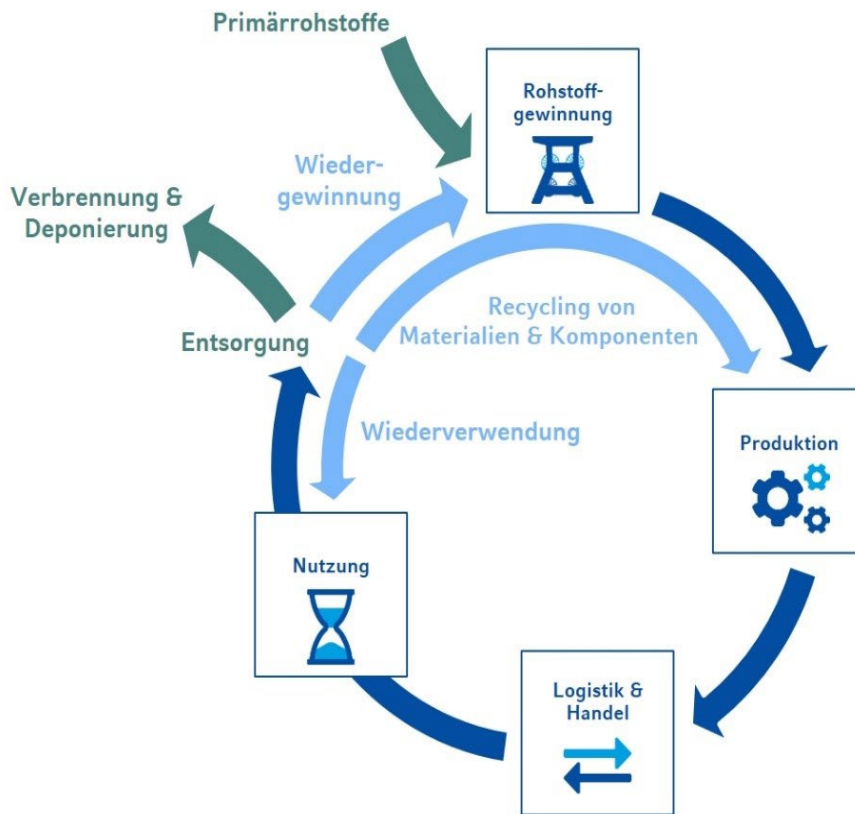 Primärrohstoffe
Rohstoff-
gewinnung
Wieder-
gewinnung
Verbrennung &
Deponierung
Recycling von
Materialien & Komponenten
Entsorgung
Wiederverwendung
Produktion
Nutzung
Logistik &
Handel